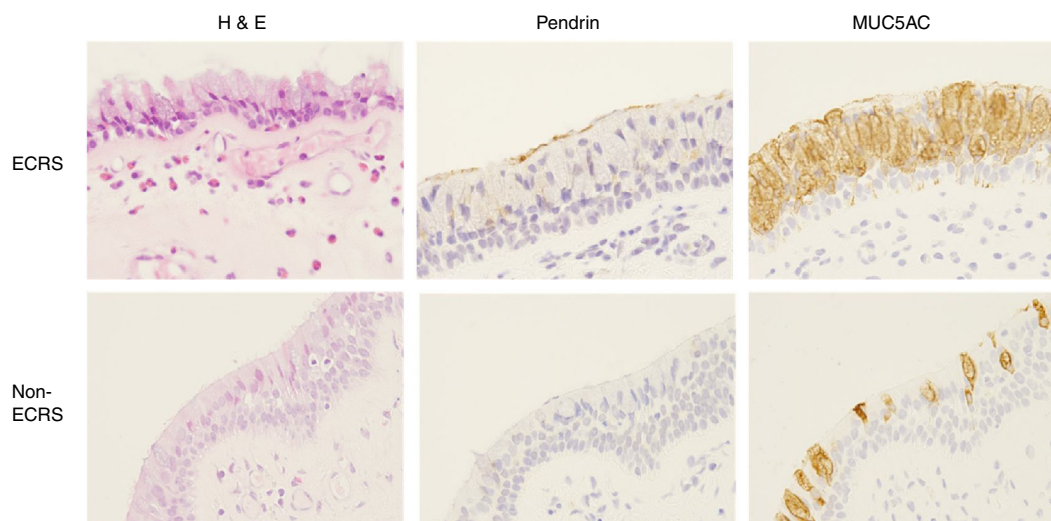 H & E
Pendrin
MUC5AC
ECRS
Non-
ECRS